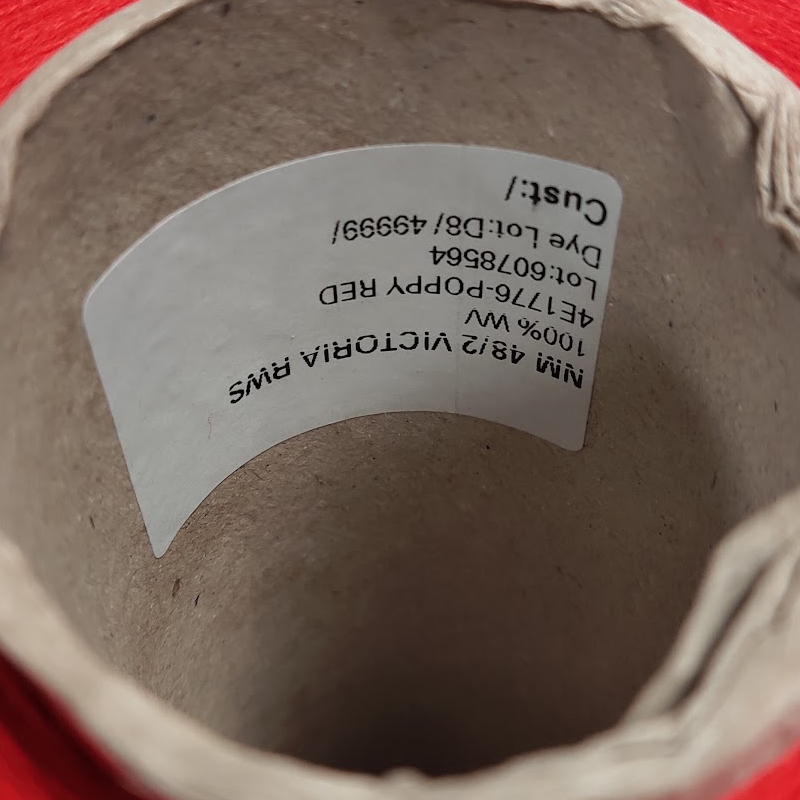 NM 48/2 VICTORIA RWS
100% WV
4E1776-POPPY RED
Lot:6078564
Dye Lot:D8/ 49999/
Cust:/